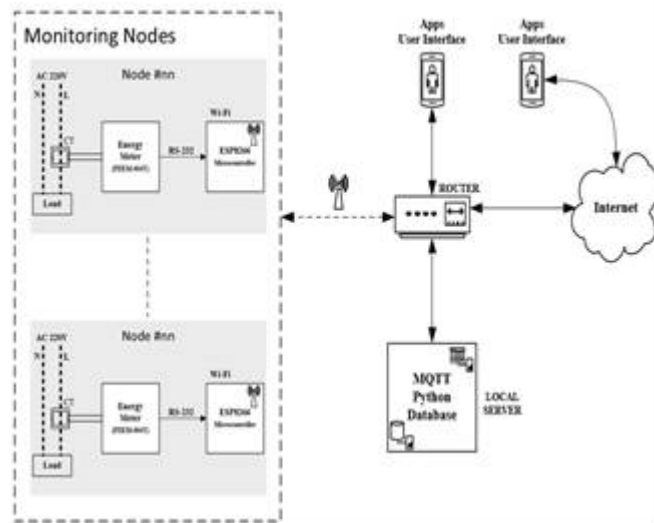 Monitoring Nodes
Node #nn
AC 220V
N
L
CT
Load
Energy
Meter
RS-232
Wi-Fi
ESP8266
Microcontroller
Node #nn
AC 220V
N
L
CT
Load
Energy
Meter
RS-232
Wi-Fi
ESP8266
Microcontroller
Apps
User Interface
Apps
User Interface
ROUTER
Internet
MQTT
Python
Database
LOCAL
SERVER